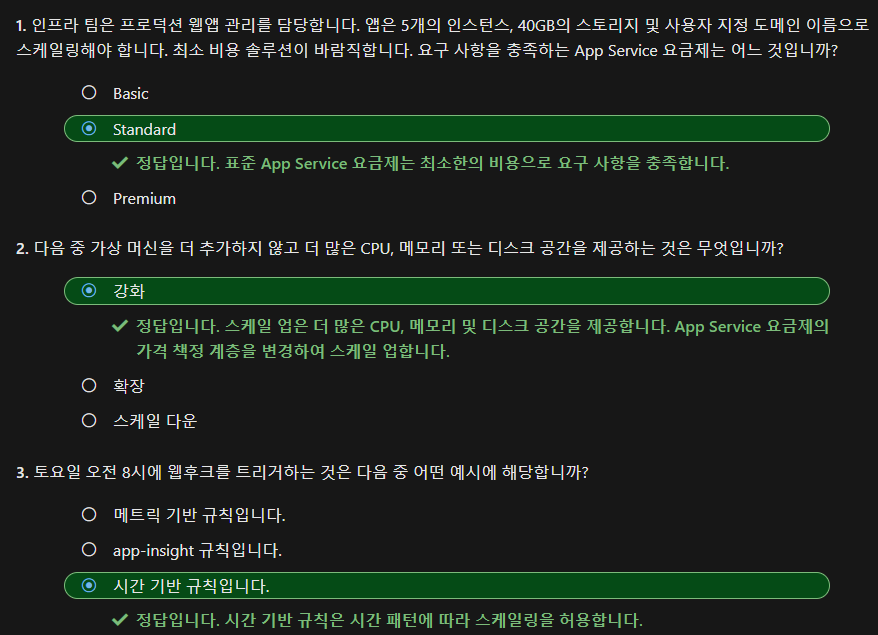 1. 인프라 팀은 프로덕션 웹앱 관리를 담당합니다. 앱은 5개의 인스턴스, 40GB의 스토리지 및 사용자 지정 도메인 이름으로
스케일링해야 합니다. 최소 비용 솔루션이 바람직합니다. 요구 사항을 충족하는 App Service 요금제는 어느 것입니까?
Basic
Standard
정답입니다. 표준 App Service 요금제는 최소한의 비용으로 요구 사항을 충족합니다.
Premium
2. 다음 중 가상 머신을 더 추가하지 않고 더 많은 CPU, 메모리 또는 디스크 공간을 제공하는 것은 무엇입니까?
강화
정답입니다. 스케일 업은 더 많은 CPU, 메모리 및 디스크 공간을 제공합니다. App Service 요금제의
가격 책정 계층을 변경하여 스케일 업합니다.
확장
스케일 다운
3. 토요일 오전 8시에 웹후크를 트리거하는 것은 다음 중 어떤 예시에 해당합니까?
메트릭 기반 규칙입니다.
app-insight 규칙입니다.
시간 기반 규칙입니다.
정답입니다. 시간 기반 규칙은 시간 패턴에 따라 스케일링을 허용합니다.